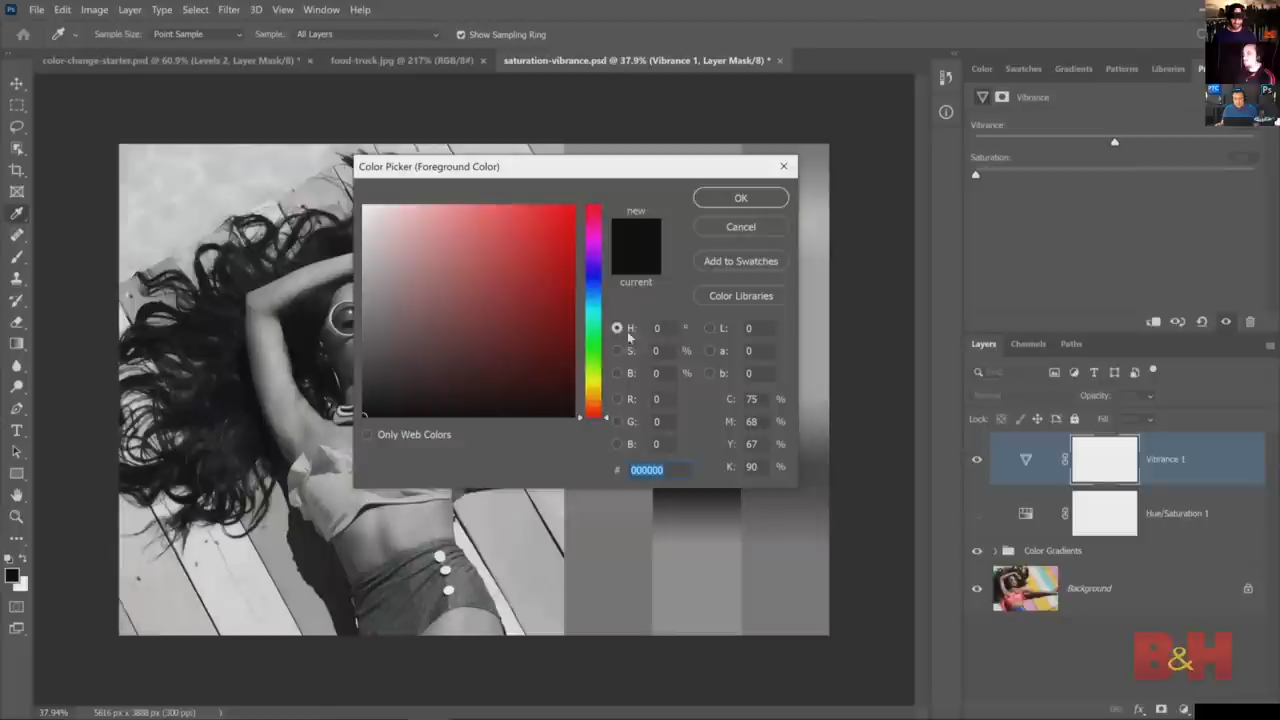 Ps File Edit Image Layer Type Select Filter 3D View Window Help
Sample Size: Point Sample Sample: All Layers Show Sampling Ring
color-change-starter.psd @ 60.9% (Levels 2, Layer Mask/8) * × food-truck.jpg @ 217% (RGB/8#) × saturation-vibrance.psd @ 37.9% (Vibrance 1, Layer Mask/8) * ×
Color Swatches Gradients Patterns Libraries
Vibrance
Vibrance:
Saturation:
Color Picker (Foreground Color)
new
current
OK
Cancel
Add to Swatches
Color Libraries
H: 0 ° L: 0
S: 0 % a: 0
B: 0 % b: 0
R: 0 C: 75 %
G: 0 M: 68 %
B: 0 Y: 67 %
# 000000 K: 90 %
Only Web Colors
Layers Channels Paths
Opacity:
Lock: Fill
Vibrance 1
Hue/Saturation 1
Color Gradients
Background
B&H
37.94% 5616 px x 3888 px (300 ppi)
PTC Ps